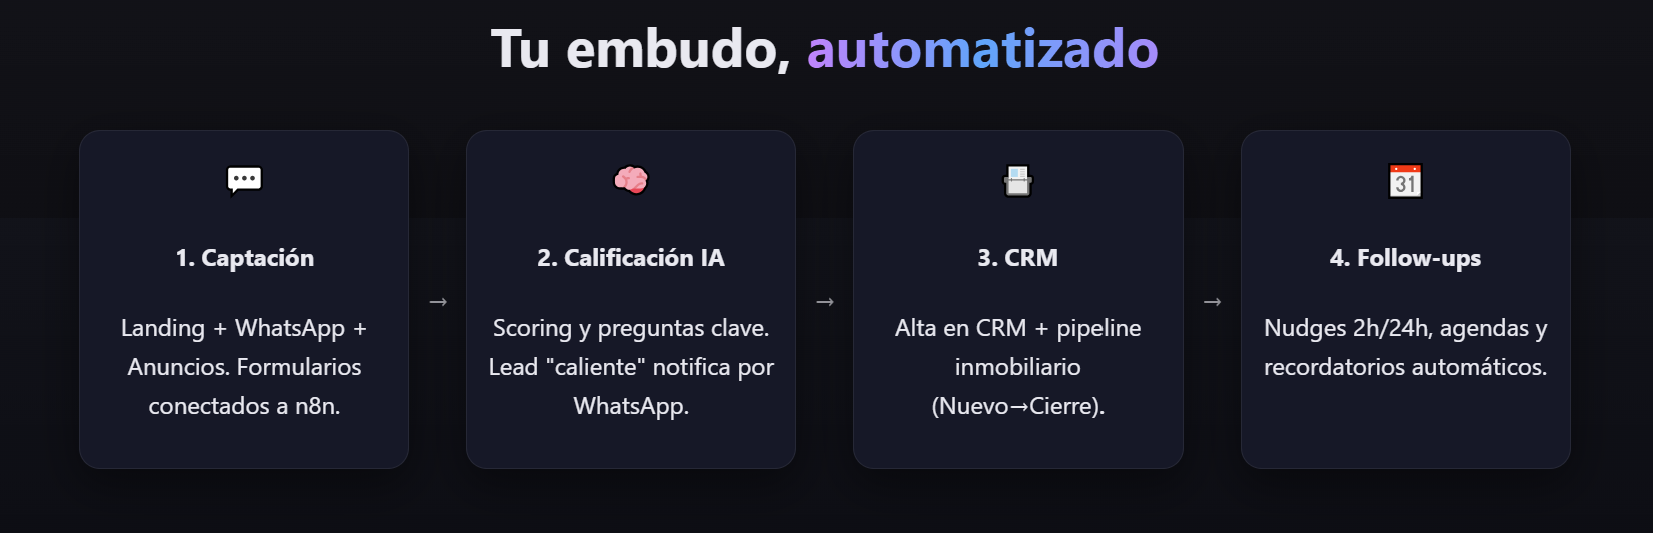 Tu embudo, automatizado
💬
1. Captación
Landing + WhatsApp +
Anuncios. Formularios
conectados a n8n.
→
🧠
2. Calificación IA
Scoring y preguntas clave.
Lead "caliente" notifica por
WhatsApp.
→
3. CRM
Alta en CRM + pipeline
inmobiliario
(Nuevo→Cierre).
→
31
4. Follow-ups
Nudges 2h/24h, agendas y
recordatorios automáticos.